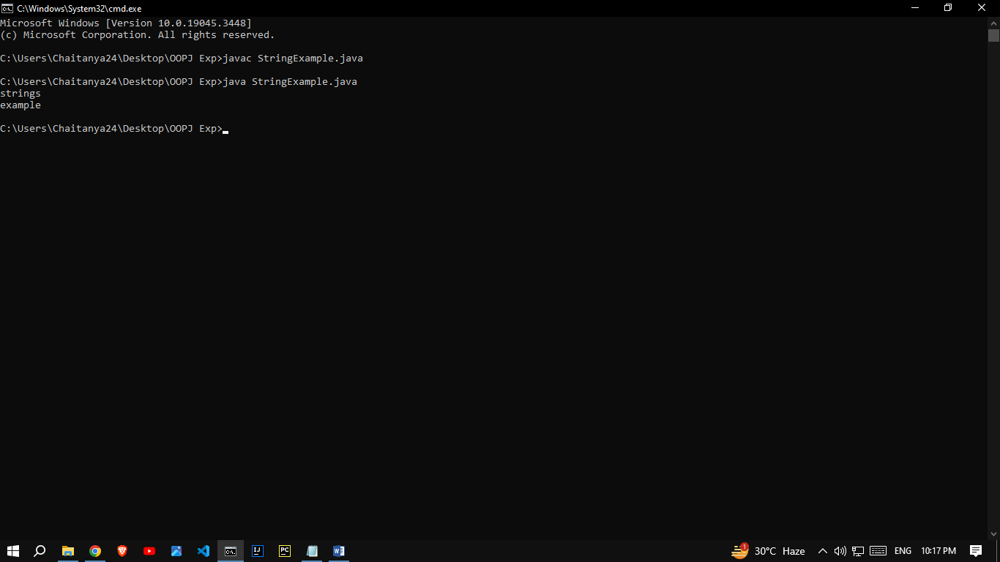 C:\Windows\System32\cmd.exe
Microsoft Windows [Version 10.0.19045.3448]
(c) Microsoft Corporation. All rights reserved.
C:\Users\Chaitanya24\Desktop\OOPJ Exp>javac StringExample.java
C:\Users\Chaitanya24\Desktop\OOPJ Exp>java StringExample.java
strings
example
C:\Users\Chaitanya24\Desktop\OOPJ Exp>
IJ PC W 1 30°C Haze ENG 10:17 PM